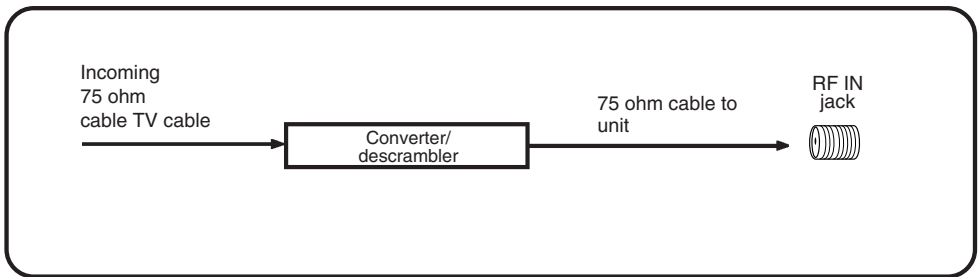 Incoming
75 ohm
cable TV cable
Converter/
descrambler
75 ohm cable to
unit
RF IN
jack